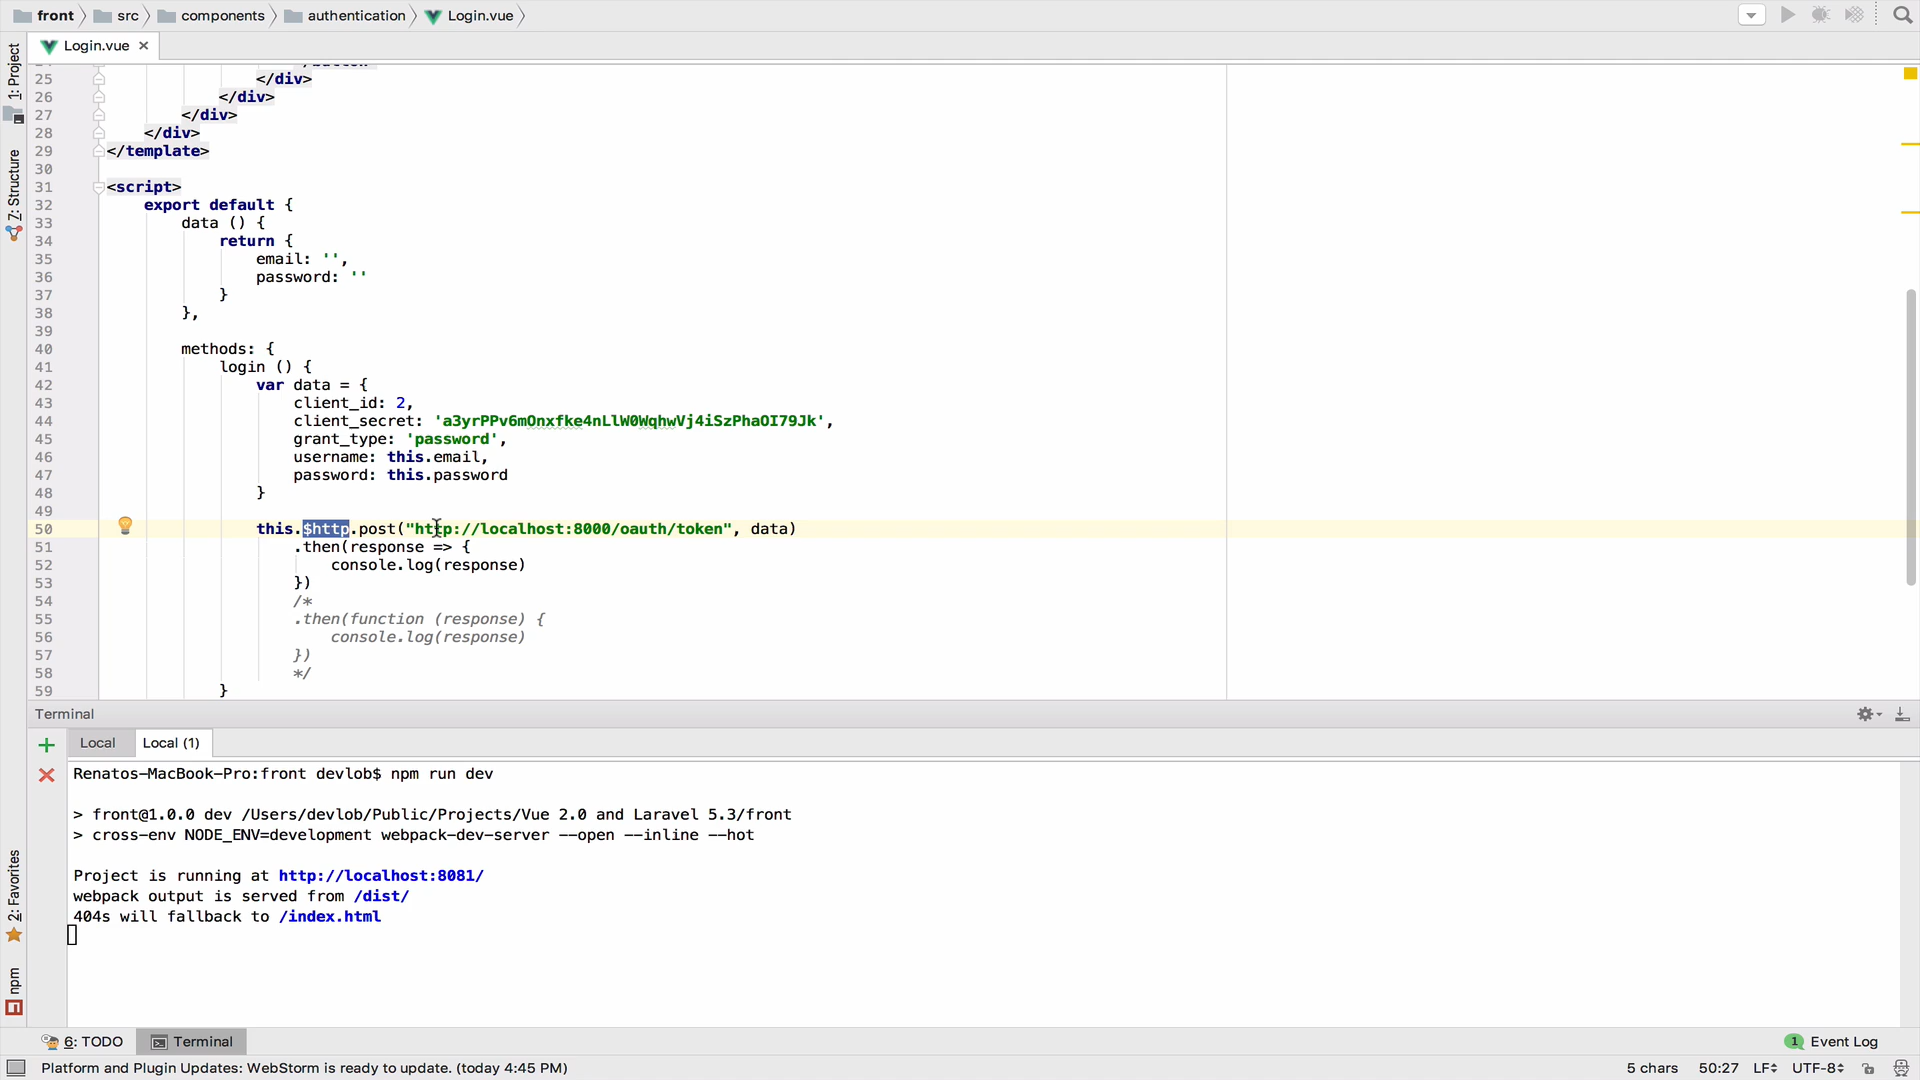 front src components authentication Login.vue
Login.vue
1: Project
7: Structure
2: Favorites
npm
25 </div>
26 </div>
27 </div>
28 </div>
29 </template>
30
31 <script>
32 export default {
33 data () {
34 return {
35 email: '',
36 password: ''
37 }
38 },
39
40 methods: {
41 login () {
42 var data = {
43 client_id: 2,
44 client_secret: 'a3yrPPv6mOnxfke4nLlW0WqhwVj4iSzPhaOI79Jk',
45 grant_type: 'password',
46 username: this.email,
47 password: this.password
48 }
49
50 this.$http.post("http://localhost:8000/oauth/token", data)
51 .then(response => {
52 console.log(response)
53 })
54 /*
55 .then(function (response) {
56 console.log(response)
57 })
58 */
59 }
Terminal
Local Local (1)
Renatos-MacBook-Pro:front devlob$ npm run dev
> front@1.0.0 dev /Users/devlob/Public/Projects/Vue 2.0 and Laravel 5.3/front
> cross-env NODE_ENV=development webpack-dev-server --open --inline --hot
Project is running at http://localhost:8081/
webpack output is served from /dist/
404s will fallback to /index.html
6: TODO Terminal 1 Event Log
Platform and Plugin Updates: WebStorm is ready to update. (today 4:45 PM) 5 chars 50:27 LF UTF-8